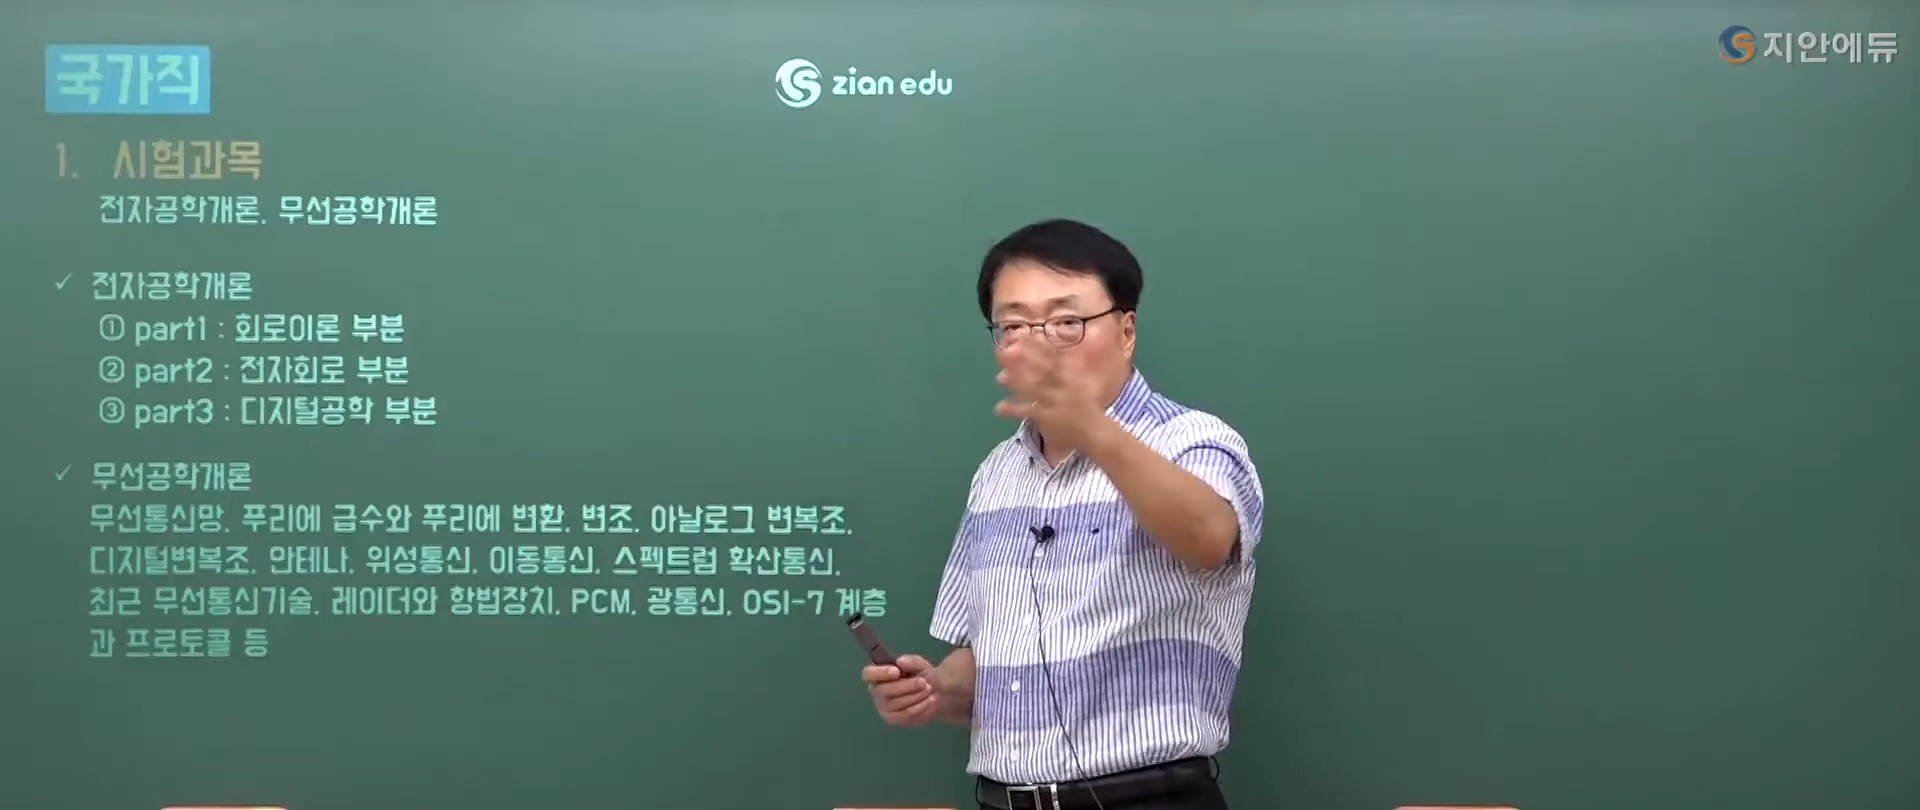 국가직
zian edu
지안에듀
1. 시험과목
전자공학개론, 무선공학개론
✓ 전자공학개론
① part1 : 회로이론 부분
② part2 : 전자회로 부분
③ part3 : 디지털공학 부분
✓ 무선공학개론
무선통신망, 푸리에 급수와 푸리에 변환, 변조, 아날로그 변복조,
디지털변복조, 안테나, 위성통신, 이동통신, 스펙트럼 확산통신,
최근 무선통신기술, 레이더와 항법장치, PCM, 광통신, OSI-7 계층
과 프로토콜 등